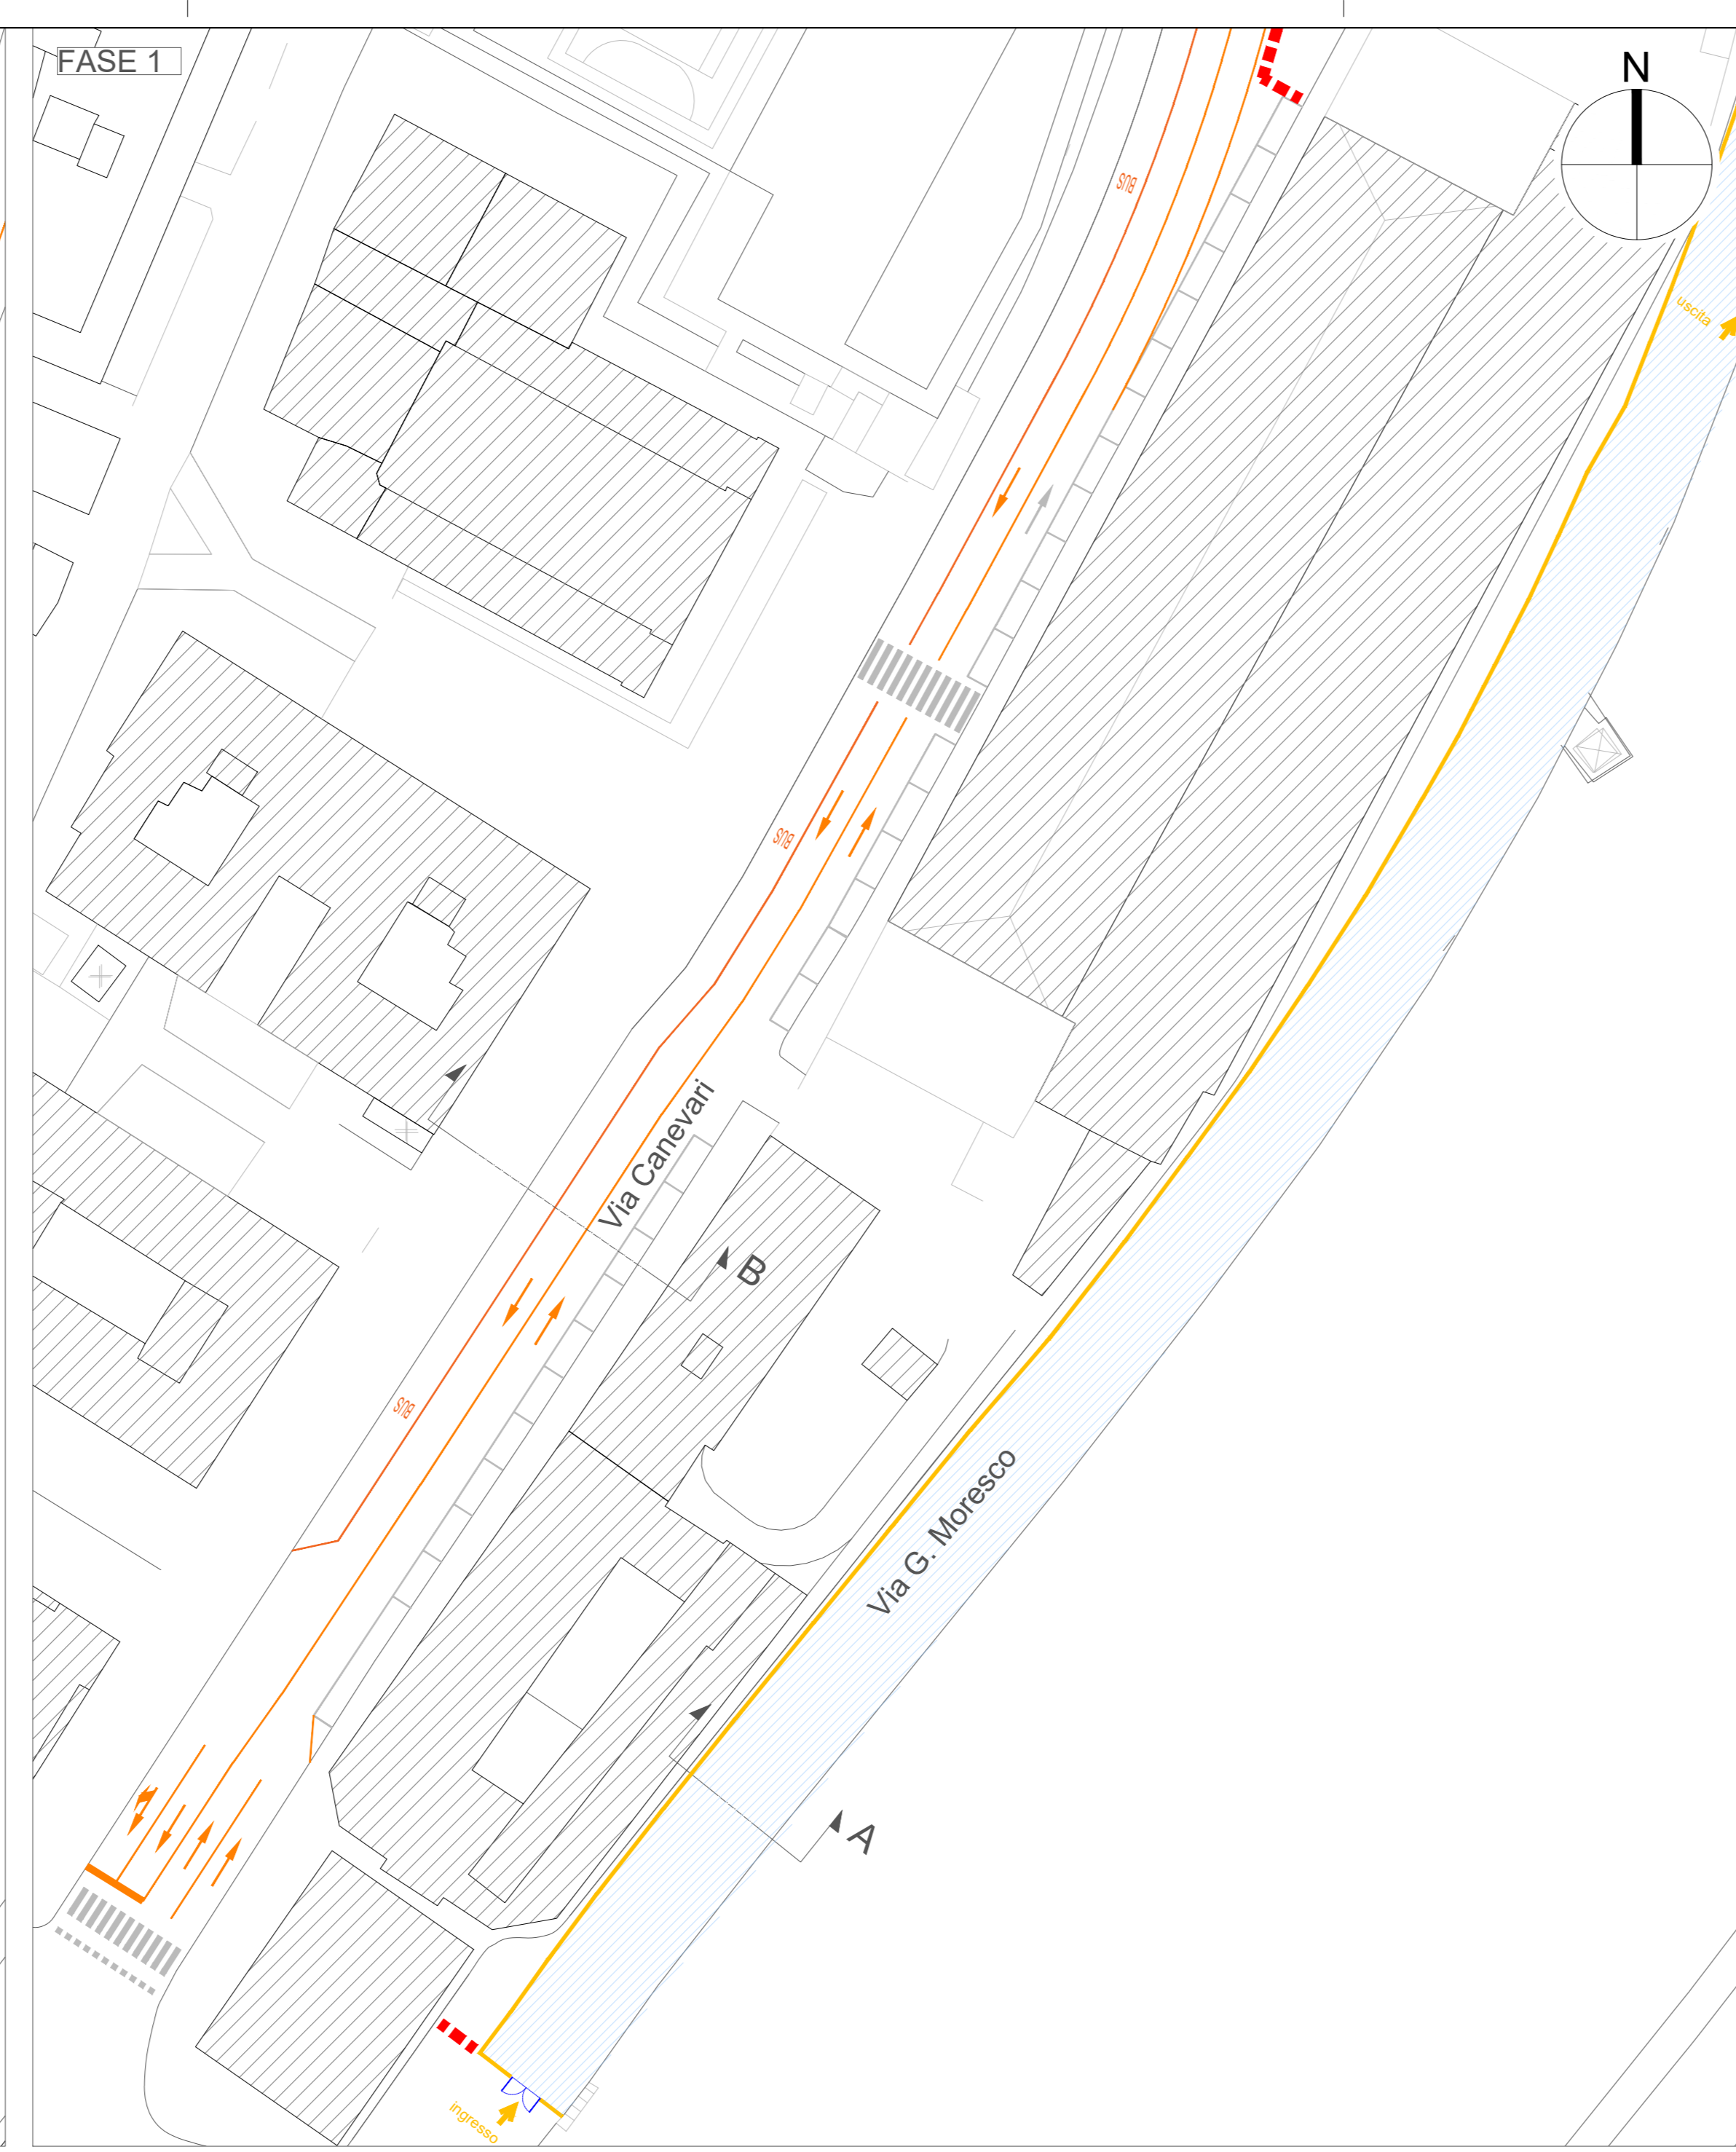 FASE 1
N
BUS
uscita
BUS
Via Canevari
B
BUS
Via G. Moresco
A
ingresso